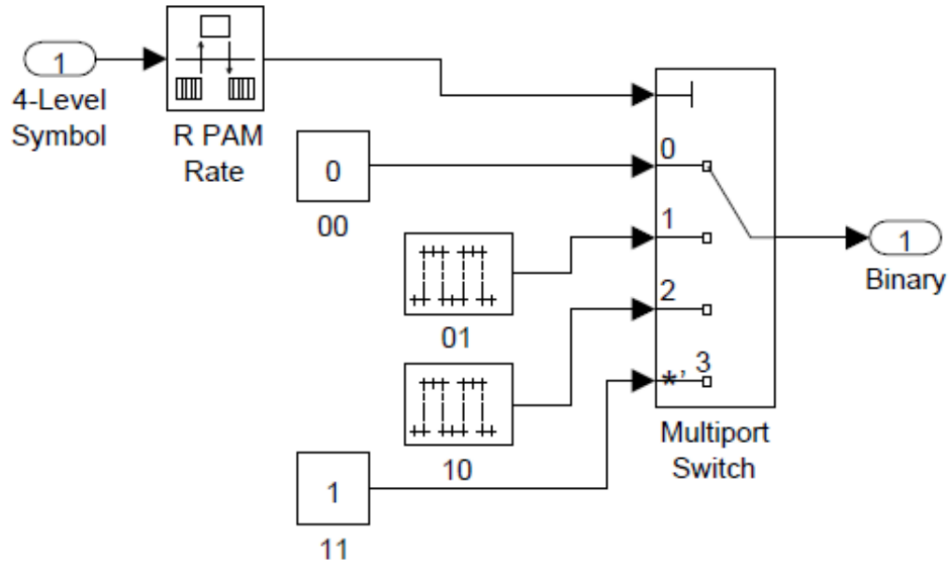 1
4-Level
Symbol
R PAM
Rate
0
00
01
10
1
11
0
1
2
*, 3
Multiport
Switch
1
Binary